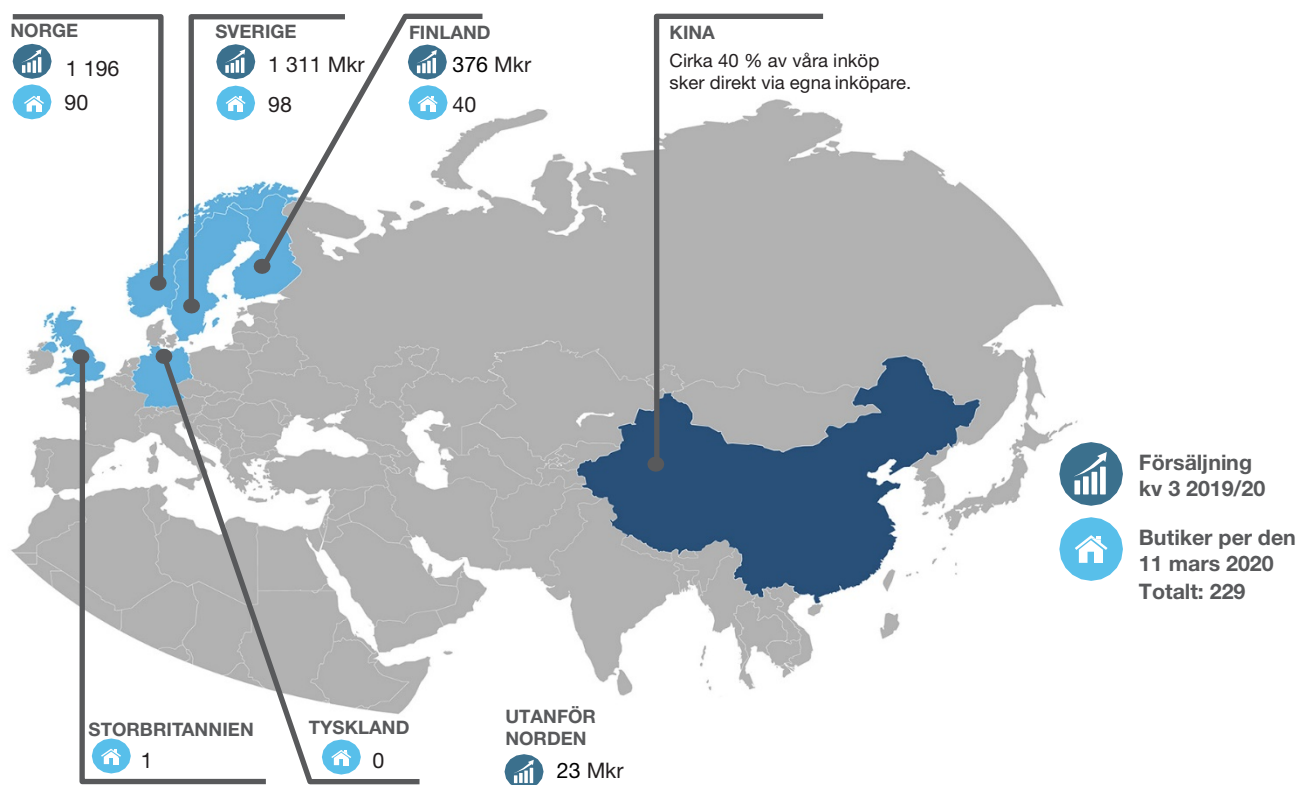 NORGE
1 196
90
SVERIGE
1 311 Mkr
98
FINLAND
376 Mkr
40
KINA
Cirka 40 % av våra inköp
sker direkt via egna inköpare.
Försäljning
kv 3 2019/20
Butiker per den
11 mars 2020
Totalt: 229
STORBRITANNIEN
1
TYSKLAND
0
UTANFÖR
NORDEN
23 Mkr